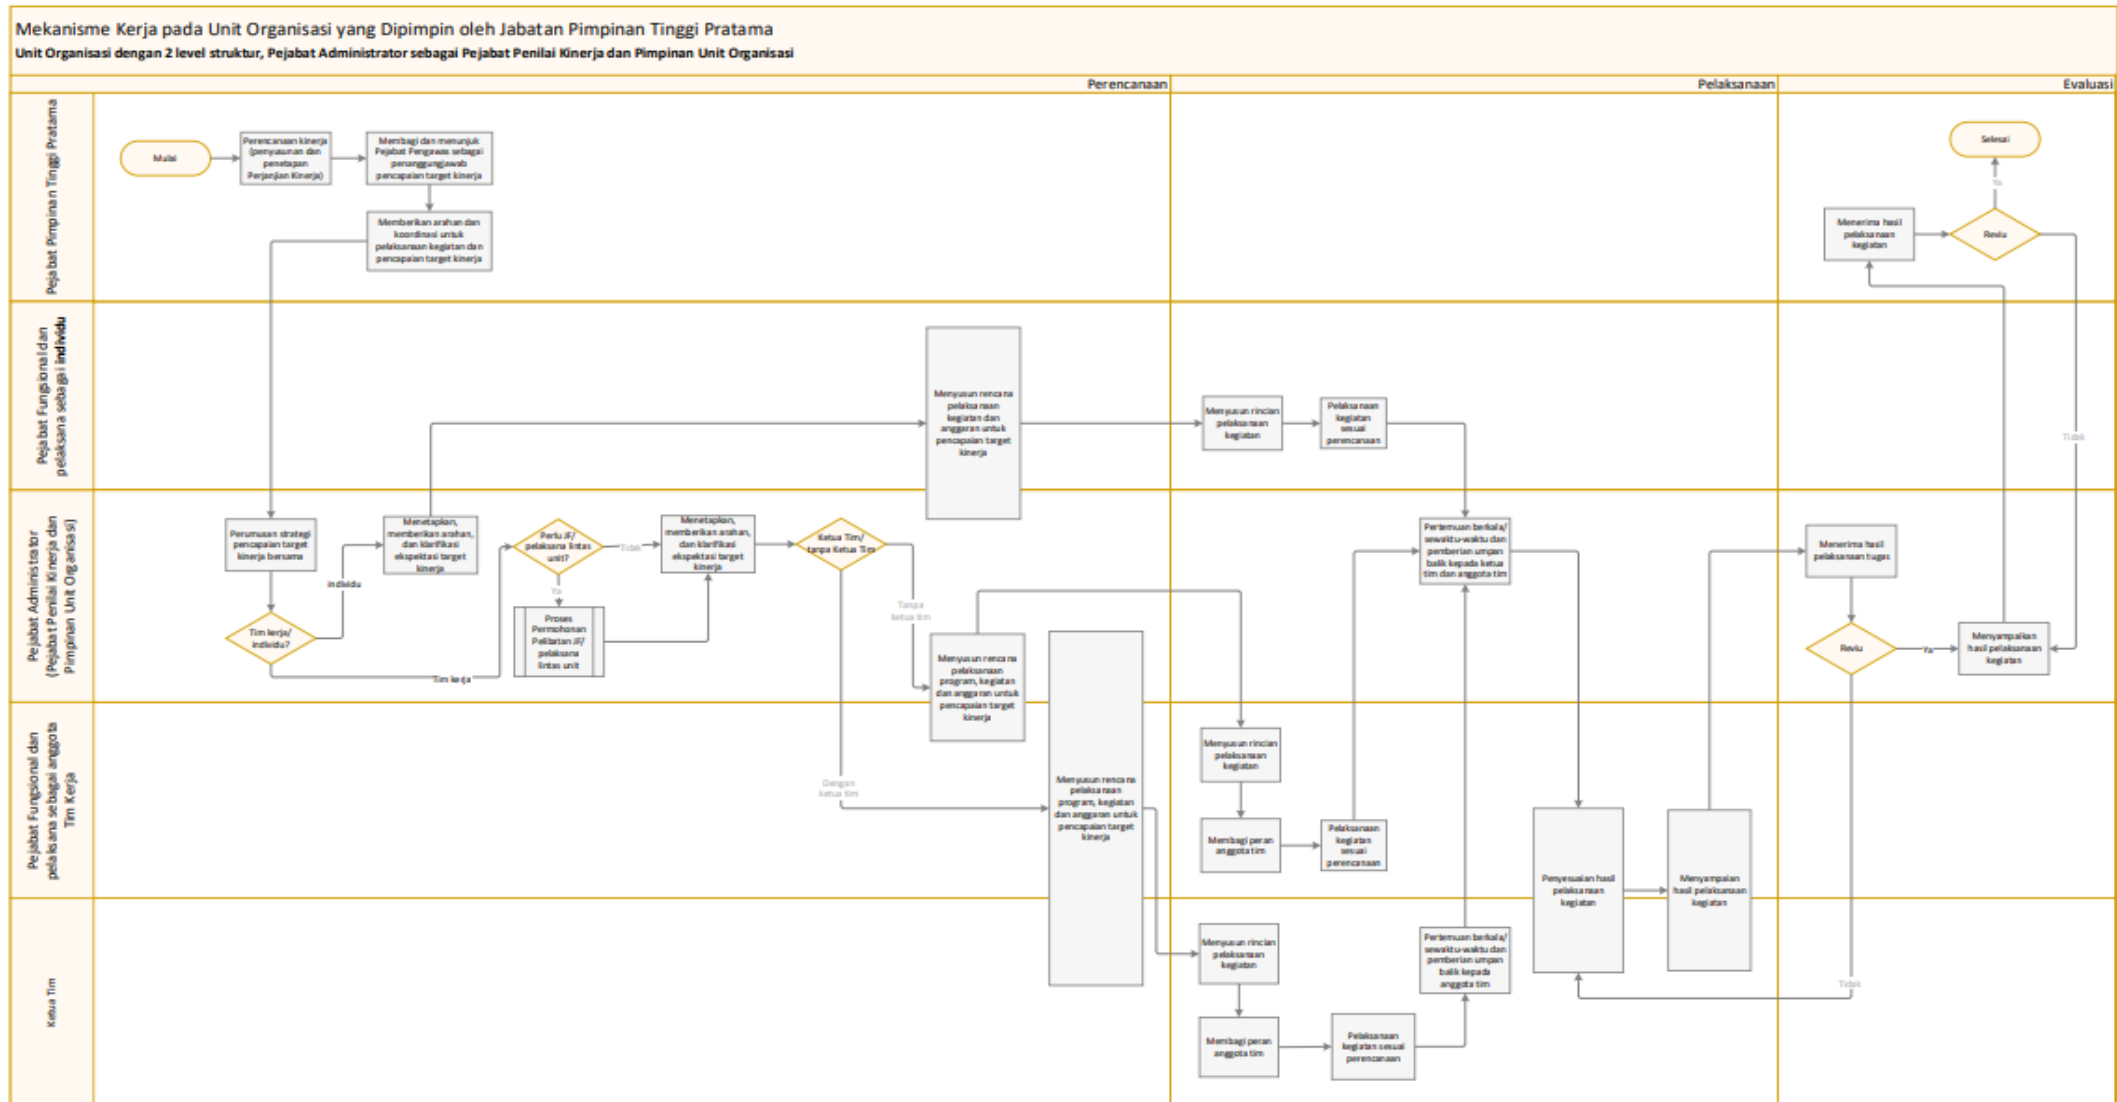 Mekanisme Kerja pada Unit Organisasi yang Dipimpin oleh Jabatan Pimpinan Tinggi Pratama
Unit Organisasi dengan 2 level struktur, Pejabat Administrator sebagai Pejabat Penilai Kinerja dan Pimpinan Unit Organisasi
Perencanaan
Pelaksanaan
Evaluasi
Pejabat Pimpinan Tinggi Pratama
Mulai
Perencanaan kinerja
(penyusunan dan
penetapan
Perjanjian Kinerja)
Membagi dan menunjuk
Pejabat Pengawas sebagai
penanggungjawab
pencapaian target kinerja
Memberikan arahan dan
koordinasi untuk
pelaksanaan kegiatan dan
pencapaian target kinerja
Selesai
Ya
Menerima hasil
pelaksanaan
kegiatan
Reviu
Tidak
Pejabat Fungsional dan
pelaksana sebagai individu
Menyusun rencana
pelaksanaan
kegiatan dan
anggaran untuk
pencapaian target
kinerja
Menyusun rincian
pelaksanaan
kegiatan
Pelaksanaan
kegiatan
sesuai
perencanaan
Pejabat Administrator
(Pejabat Penilai Kinerja dan
Pimpinan Unit Organisasi)
Perumusan strategi
pencapaian target
kinerja bersama
Tim kerja/
individu?
individu
Tim kerja
Menetapkan,
memberikan arahan,
dan klarifikasi
ekspektasi target
kinerja
Perlu JF/
pelaksana lintas
unit?
Tidak
Ya
Proses
Permohonan
Pelibatan JF/
pelaksana
lintas unit
Menetapkan,
memberikan arahan,
dan klarifikasi
ekspektasi target
kinerja
Ketua Tim/
tanpa Ketua Tim
Tanpa
ketua tim
Dengan
ketua tim
Menyusun rencana
pelaksanaan
program, kegiatan
dan anggaran untuk
pencapaian target
kinerja
Pertemuan berkala/
sewaktu-waktu dan
pemberian umpan
balik kepada ketua
tim dan anggota tim
Menerima hasil
pelaksanaan tugas
Reviu
Ya
Menyampaikan
hasil pelaksanaan
kegiatan
Tidak
Pejabat Fungsional dan
pelaksana sebagai anggota
Tim Kerja
Menyusun rencana
pelaksanaan
program, kegiatan
dan anggaran untuk
pencapaian target
kinerja
Menyusun rincian
pelaksanaan
kegiatan
Membagi peran
anggota tim
Pelaksanaan
kegiatan
sesuai
perencanaan
Penyesuaian hasil
pelaksanaan
kegiatan
Menyampaian
hasil pelaksanaan
kegiatan
Ketua Tim
Menyusun rincian
pelaksanaan
kegiatan
Membagi peran
anggota tim
Pelaksanaan
kegiatan sesuai
perencanaan
Pertemuan berkala/
sewaktu-waktu dan
pemberian umpan
balik kepada
anggota tim